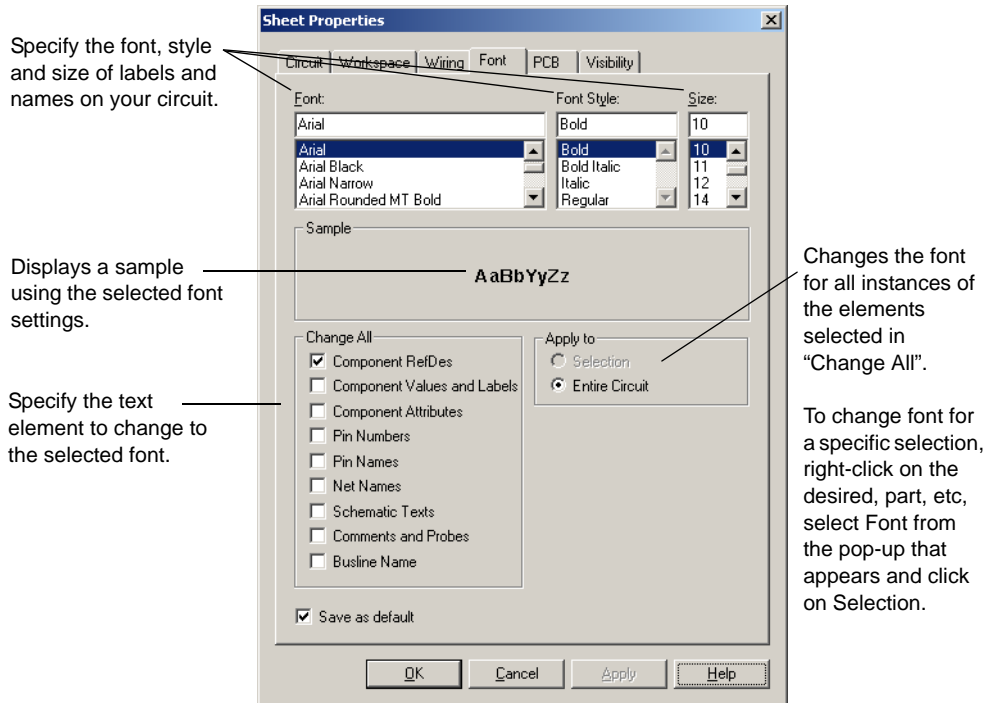 Sheet Properties
Specify the font, style
and size of labels and
names on your circuit.
Circuit Workspace Wiring Font PCB Visibility
Font: Font Style: Size:
Arial Bold 10
Arial Bold 10
Arial Black Bold Italic 11
Arial Narrow Italic 12
Arial Rounded MT Bold Regular 14
Sample
AaBbYyZz
Displays a sample
using the selected font
settings.
Changes the font
for all instances of
the elements
selected in
“Change All”.
Change All
Component RefDes
Component Values and Labels
Component Attributes
Pin Numbers
Pin Names
Net Names
Schematic Texts
Comments and Probes
Busline Name
Apply to
Selection
Entire Circuit
Specify the text
element to change to
the selected font.
To change font for
a specific selection,
right-click on the
desired, part, etc,
select Font from
the pop-up that
appears and click
on Selection.
Save as default
OK Cancel Apply Help